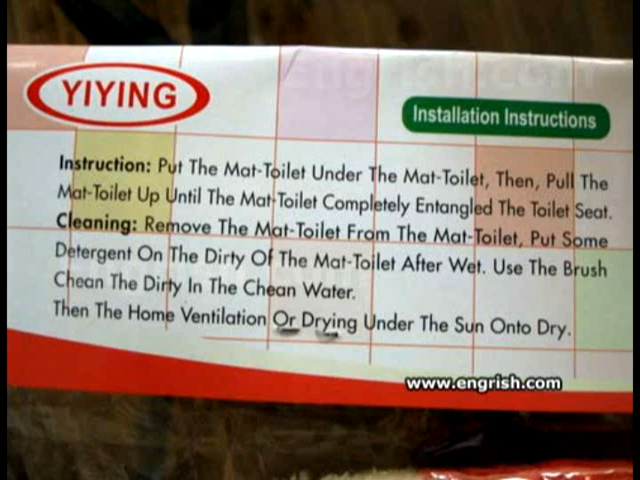 YIYING
Installation Instructions
Instruction: Put The Mat-Toilet Under The Mat-Toilet, Then, Pull The
Mat-Toilet Up Until The Mat-Toilet Completely Entangled The Toilet Seat.
Cleaning: Remove The Mat-Toilet From The Mat-Toilet, Put Some
Detergent On The Dirty Of The Mat-Toilet After Wet. Use The Brush
Chean The Dirty In The Chean Water.
Then The Home Ventilation Or Drying Under The Sun Onto Dry.
www.engrish.com